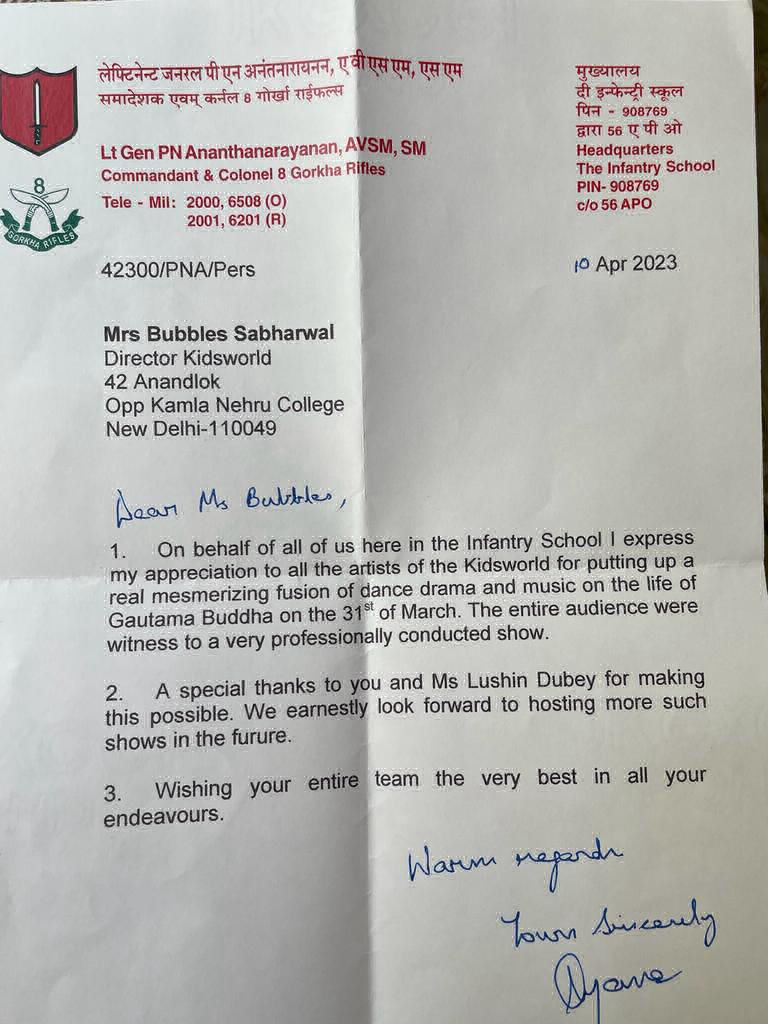 लेफ्टिनेन्ट जनरल पी एन अनंतनारायनन, ए वी एस एम, एस एम
समादेशक एवम् कर्नल 8 गोर्खा राईफल्स
Lt Gen PN Ananthanarayanan, AVSM, SM
Commandant & Colonel 8 Gorkha Rifles
Tele - Mil: 2000, 6508 (O)
2001, 6201 (R)
मुख्यालय
दी इन्फेन्ट्री स्कूल
पिन - 908769
द्वारा 56 ए पी ओ
Headquarters
The Infantry School
PIN- 908769
c/o 56 APO
8
GORKHA RIFLES
42300/PNA/Pers
10 Apr 2023
Mrs Bubbles Sabharwal
Director Kidsworld
42 Anandlok
Opp Kamla Nehru College
New Delhi-110049
Dear Ms Bubbles,
1. On behalf of all of us here in the Infantry School I express
my appreciation to all the artists of the Kidsworld for putting up a
real mesmerizing fusion of dance drama and music on the life of
Gautama Buddha on the 31st of March. The entire audience were
witness to a very professionally conducted show.
2. A special thanks to you and Ms Lushin Dubey for making
this possible. We earnestly look forward to hosting more such
shows in the furure.
3. Wishing your entire team the very best in all your
endeavours.
Warm regards
Yours Sincerely